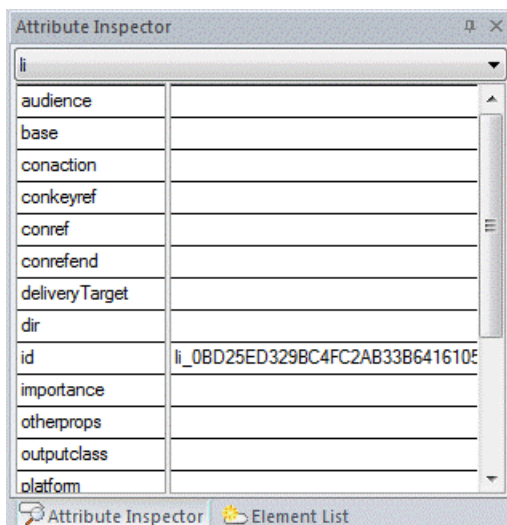 Attribute Inspector
li
audience
base
conaction
conkeyref
conref
conrefend
deliveryTarget
dir
id li_0BD25ED329BC4FC2AB33B6416105
importance
otherprops
outputclass
platform
Attribute Inspector Element List